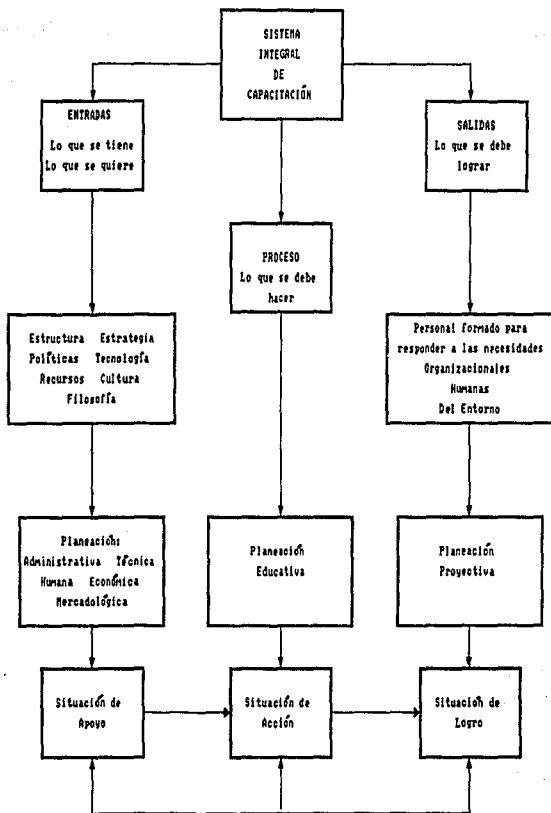 SISTEMA
INTEGRAL
DE
CAPACITACIÓN
ENTRADAS
Lo que se tiene
Lo que se quiere
SALIDAS
Lo que se debe
lograr
PROCESO
Lo que se debe
hacer
Estructura Estrategia
Políticas Tecnología
Recursos Cultura
Filosofía
Personal formado para
responder a las necesidades
Organizacionales
Humanas
Del Entorno
Planeación:
Administrativa Técnica
Humana Económica
Mercadológica
Planeación
Educativa
Planeación
Proyectiva
Situación de
Apoyo
Situación de
Acción
Situación de
Logro